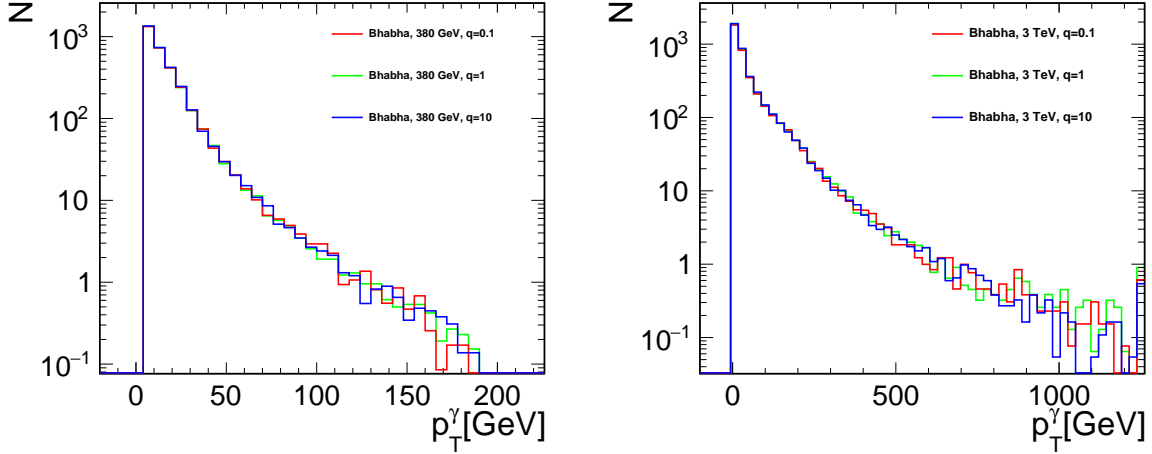 N
10³
10²
10
1
10⁻¹
Bhabha, 380 GeV, q=0.1
Bhabha, 380 GeV, q=1
Bhabha, 380 GeV, q=10
0 50 100 150 200
p_T^γ[GeV]
N
10³
10²
10
1
10⁻¹
Bhabha, 3 TeV, q=0.1
Bhabha, 3 TeV, q=1
Bhabha, 3 TeV, q=10
0 500 1000
p_T^γ[GeV]